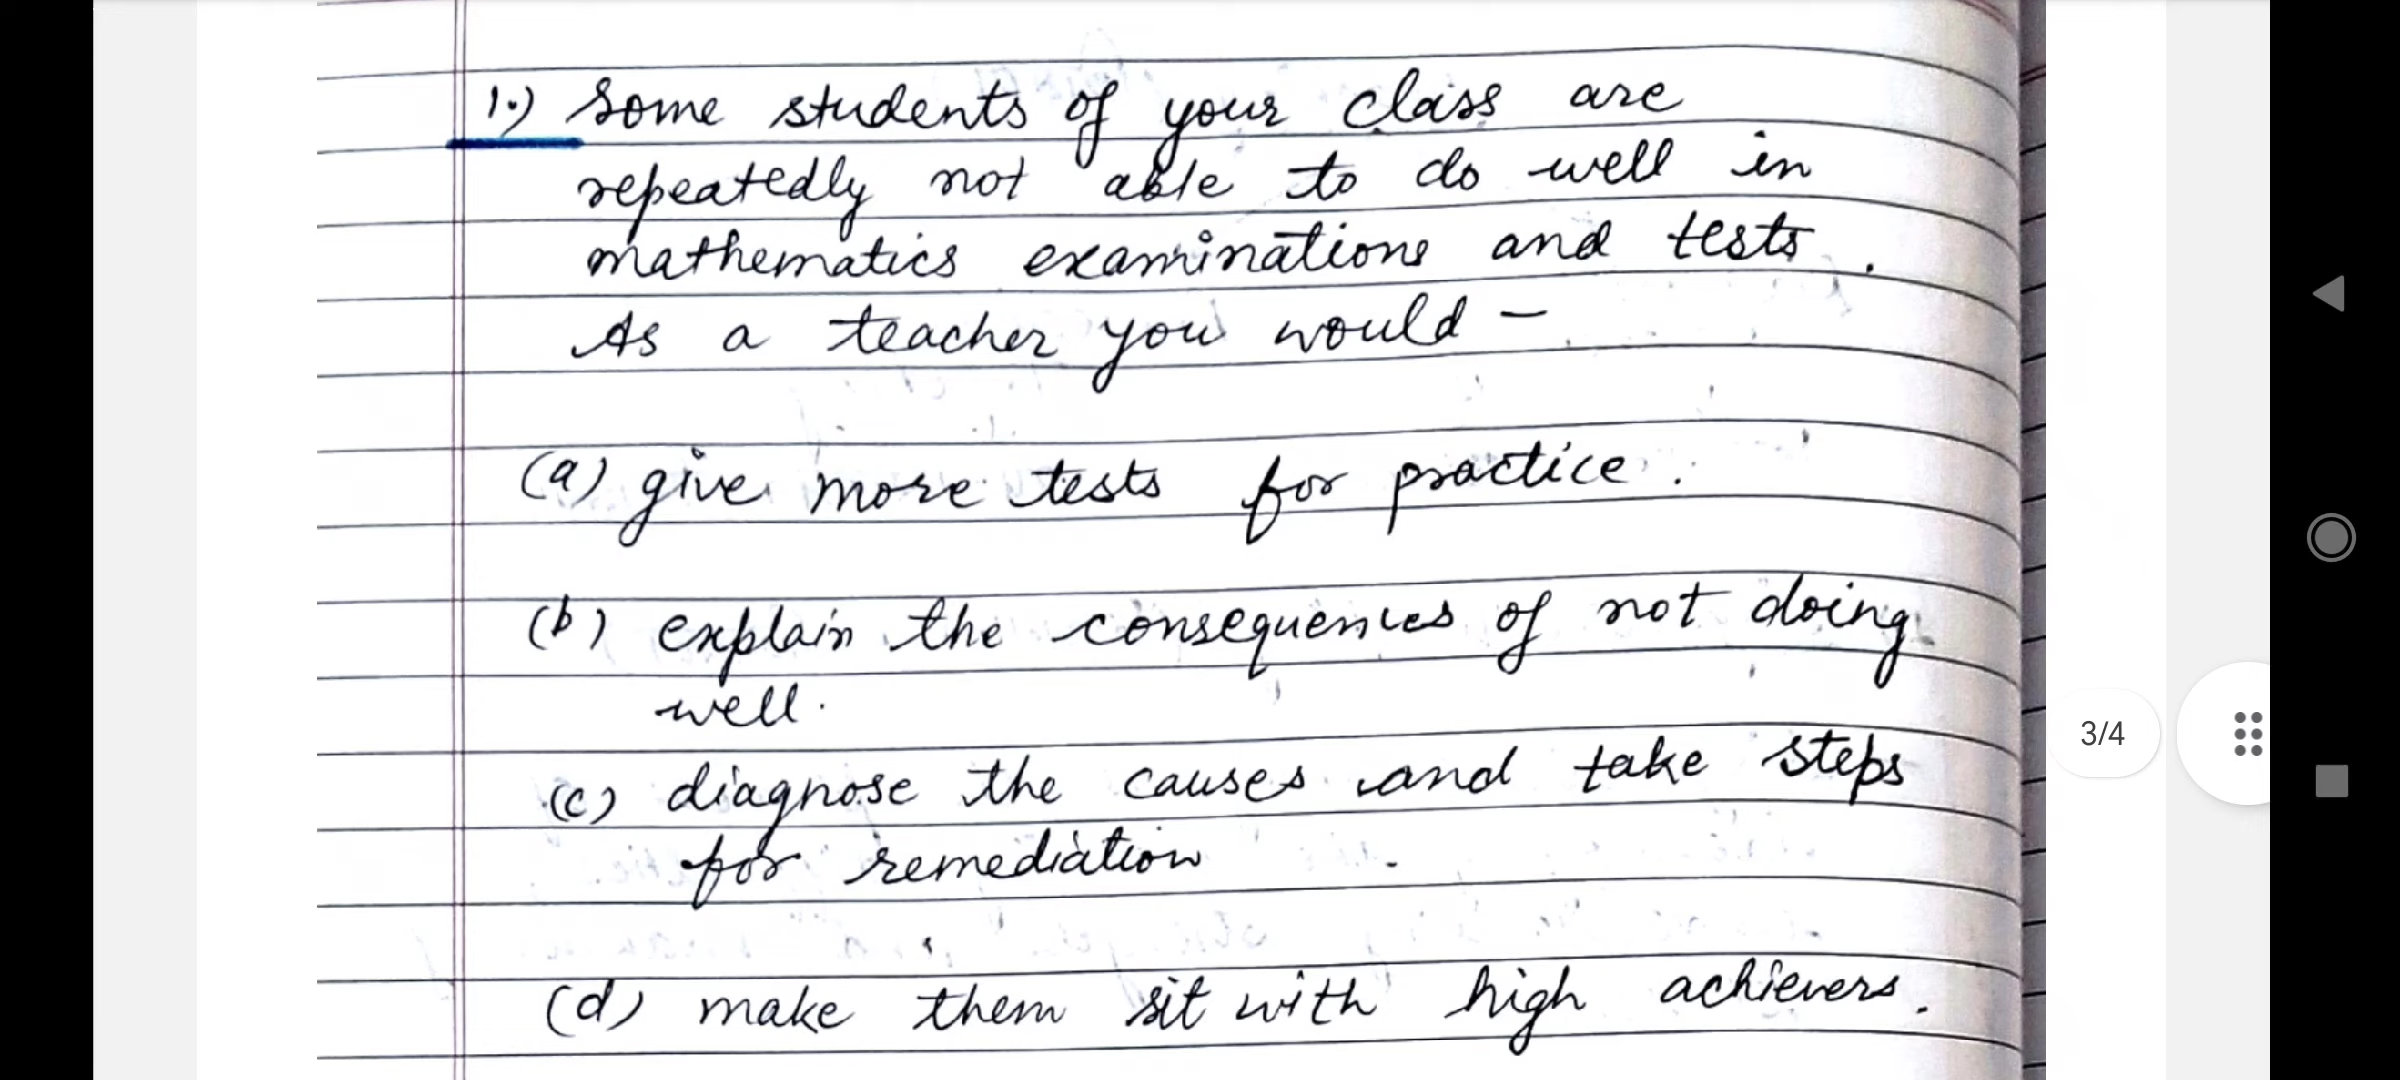 1.) Some students of your class are
repeatedly not able to do well in
mathematics examinations and tests.
As a teacher you would –
(a) give more tests for practice.
(b) explain the consequences of not doing
well.
(c) diagnose the causes and take steps
for remediation.
(d) make them sit with high achievers.
3/4